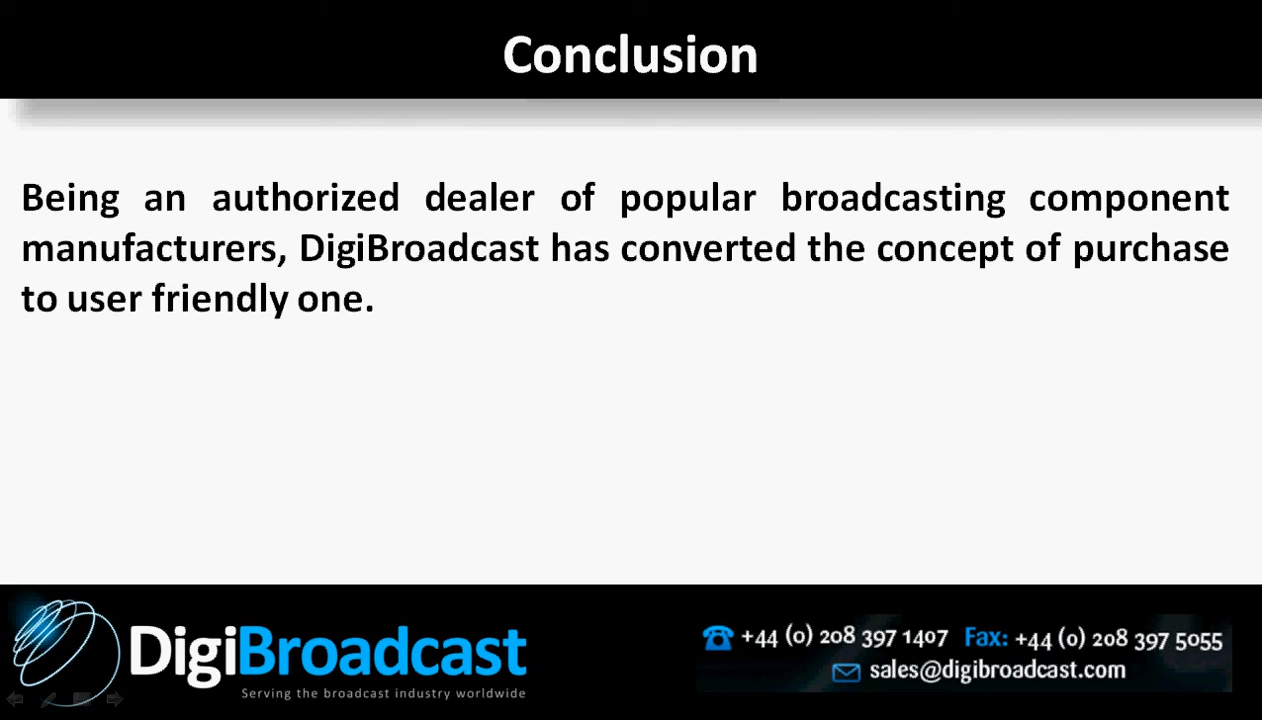 Conclusion
Being an authorized dealer of popular broadcasting component
manufacturers, DigiBroadcast has converted the concept of purchase
to user friendly one.
DigiBroadcast
Serving the broadcast industry worldwide
+44 (0) 208 397 1407 Fax: +44 (0) 208 397 5055
sales@digibroadcast.com